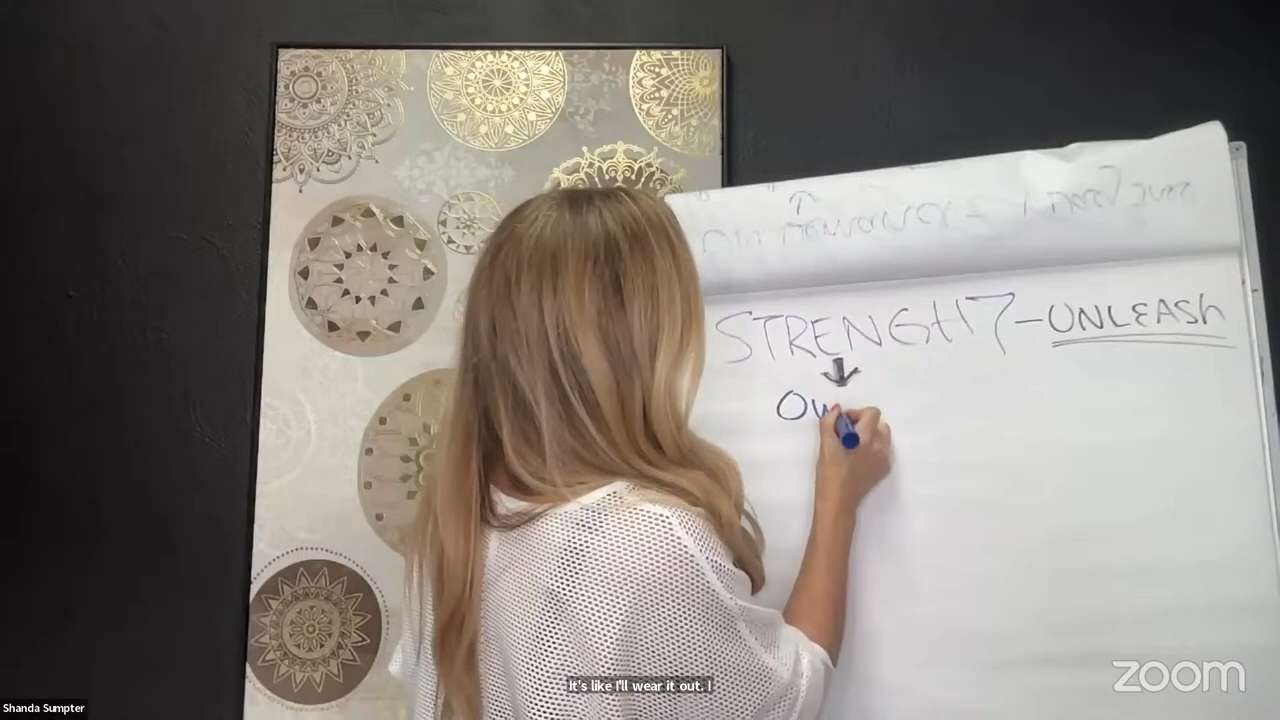 STRENGHT - UNLEASH
OW
It's like I'll wear it out. I
zoom
Shanda Sumpter